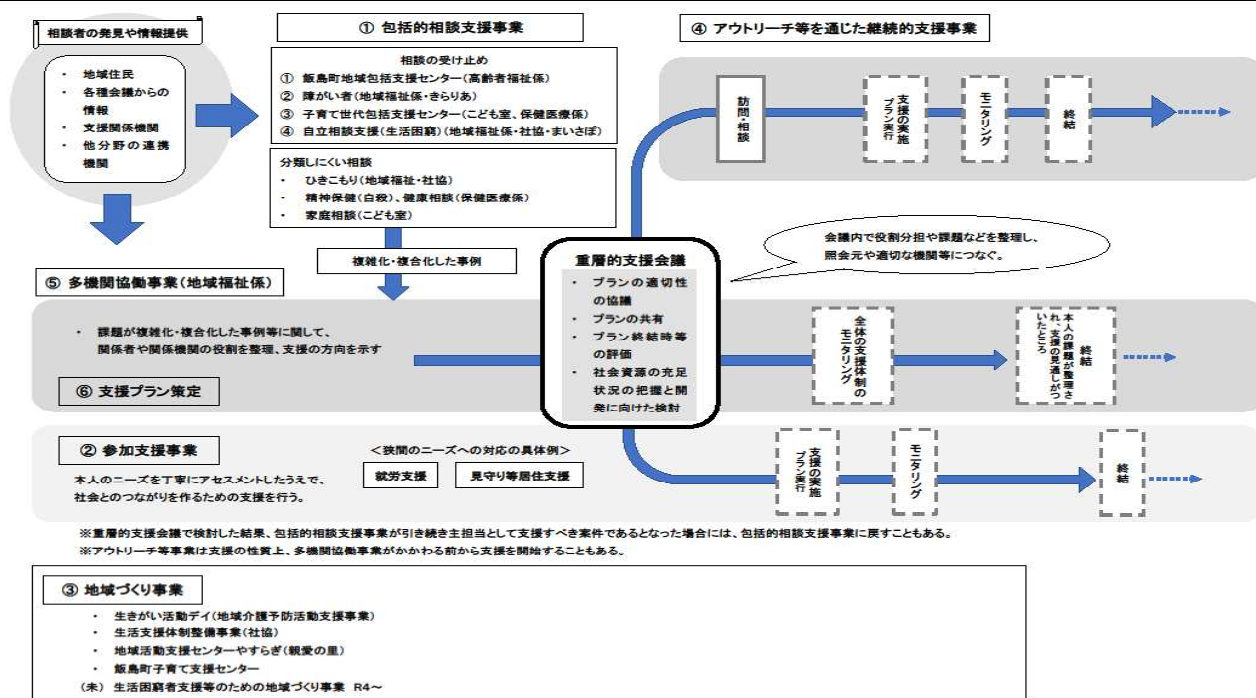 相談者の発見や情報提供
・ 地域住民
・ 各種会議からの
情報
・ 支援関係機関
・ 他分野の連携
機関
① 包括的相談支援事業
相談の受け止め
① 飯島町地域包括支援センター(高齢者福祉係)
② 障がい者(地域福祉係・きらりあ)
③ 子育て世代包括支援センター(こども室、保健医療係)
④ 自立相談支援(生活困窮)(地域福祉係・社協・まいさぽ)
分類しにくい相談
・ ひきこもり(地域福祉・社協)
・ 精神保健(自殺)、健康相談(保健医療係)
・ 家庭相談(こども室)
複雑化・複合化した事例
④ アウトリーチ等を通じた継続的支援事業
訪問・相談
支援の実施
プラン実行
モニタリング
終結
会議内で役割分担や課題などを整理し、
照会元や適切な機関等につなぐ。
重層的支援会議
・ プランの適切性
の協議
・ プランの共有
・ プラン終結時等
の評価
・ 社会資源の充足
状況の把握と開
発に向けた検討
⑤ 多機関協働事業(地域福祉係)
・ 課題が複雑化・複合化した事例等に関して、
関係者や関係機関の役割を整理、支援の方向を示す
⑥ 支援プラン策定
全体の支援体制の
モニタリング
終結
本人の課題が整理さ
れ、支援の見通しがつ
いたところ
② 参加支援事業
本人のニーズを丁寧にアセスメントしたうえで、
社会とのつながりを作るための支援を行う。
<狭間のニーズへの対応の具体例>
就労支援
見守り等居住支援
支援の実施
プラン実行
モニタリング
終結
※重層的支援会議で検討した結果、包括的相談支援事業が引き続き主担当として支援すべき案件であるとなった場合には、包括的相談支援事業に戻すこともある。
※アウトリーチ等事業は支援の性質上、多機関協働事業がかかわる前から支援を開始することもある。
③ 地域づくり事業
・ 生きがい活動デイ(地域介護予防活動支援事業)
・ 生活支援体制整備事業(社協)
・ 地域活動支援センターやすらぎ(親愛の里)
・ 飯島町子育て支援センター
(未) 生活困窮者支援等のための地域づくり事業 R4~